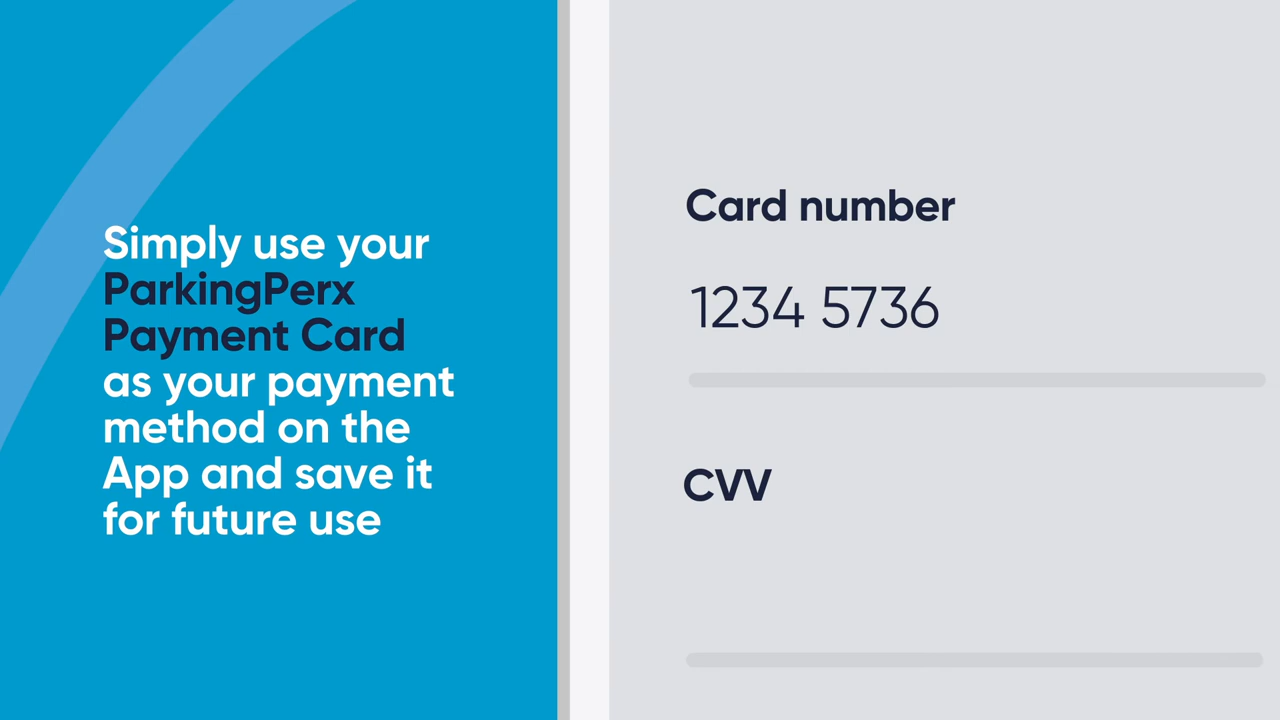 Simply use your
ParkingPerx
Payment Card
as your payment
method on the
App and save it
for future use
Card number
1234 5736
CVV